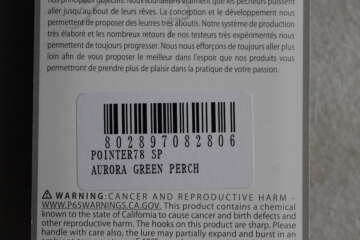 nos principaux objectifs. Nous souhaitons vraiment que les pêcheurs puissent
aller jusqu'au bout de leurs rêves. La conception et le développement nous
permettent de proposer des leurres très aboutis. Notre système de production
très élaboré et les nombreux retours de nos testeurs très expérimentés nous
permettent de toujours progresser. Nous nous efforçons de toujours aller plus
loin afin de vous proposer le meilleur dans l'espoir que nos produits vous
permettront de prendre plus de plaisir dans la pratique de votre passion.
802897082806
POINTER78 SP
AURORA GREEN PERCH
WARNING: CANCER AND REPRODUCTIVE HARM -
WWW.P65WARNINGS.CA.GOV. This product contains a chemical
known to the state of California to cause cancer and birth defects and
other reproductive harm. The hooks on this product are sharp. Please
handle with care also, the lure may partially expand and burst in an